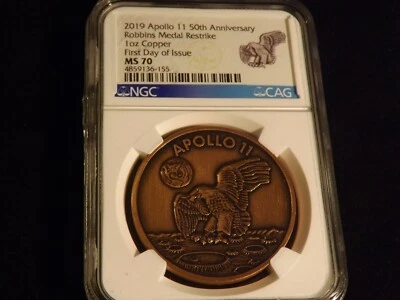 2019 Apollo 11 50th Anniversary
Robbins Medal Restrike
1oz Copper
First Day of Issue
MS 70
4859136-155
NGC
CAG
APOLLO 11